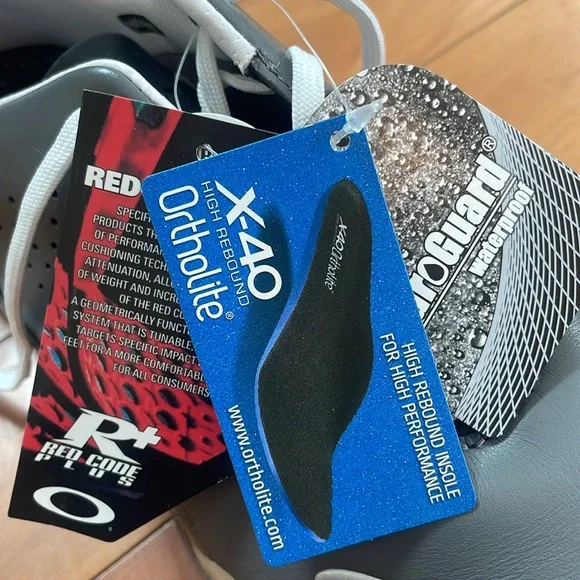 RED
SPECIF
PRODUCTS TH
OF PERFORMA
CUSHIONING TECH
ATTENUATION, ALL
OF WEIGHT AND INCRE
OF THE RED CO
A GEOMETRICALLY FUNCTI
SYSTEM THAT IS TUNABLE
TARGETS SPECIFIC IMPACT
FEET FOR A MORE COMFORTABL
FOR ALL CONSUMERS
R+
RED CODE
PLUS
X-40
HIGH REBOUND
Ortholite®
X-40 Ortholite®
HIGH REBOUND INSOLE
FOR HIGH PERFORMANCE
www.ortholite.com
roGuard®
waterproof